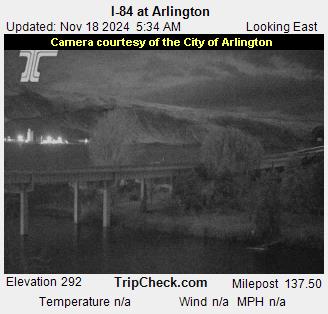 I-84 at Arlington
Updated: Nov 18 2024 5:34 AM Looking East
Camera courtesy of the City of Arlington
Elevation 292 TripCheck.com Milepost 137.50
Temperature n/a Wind n/a MPH n/a